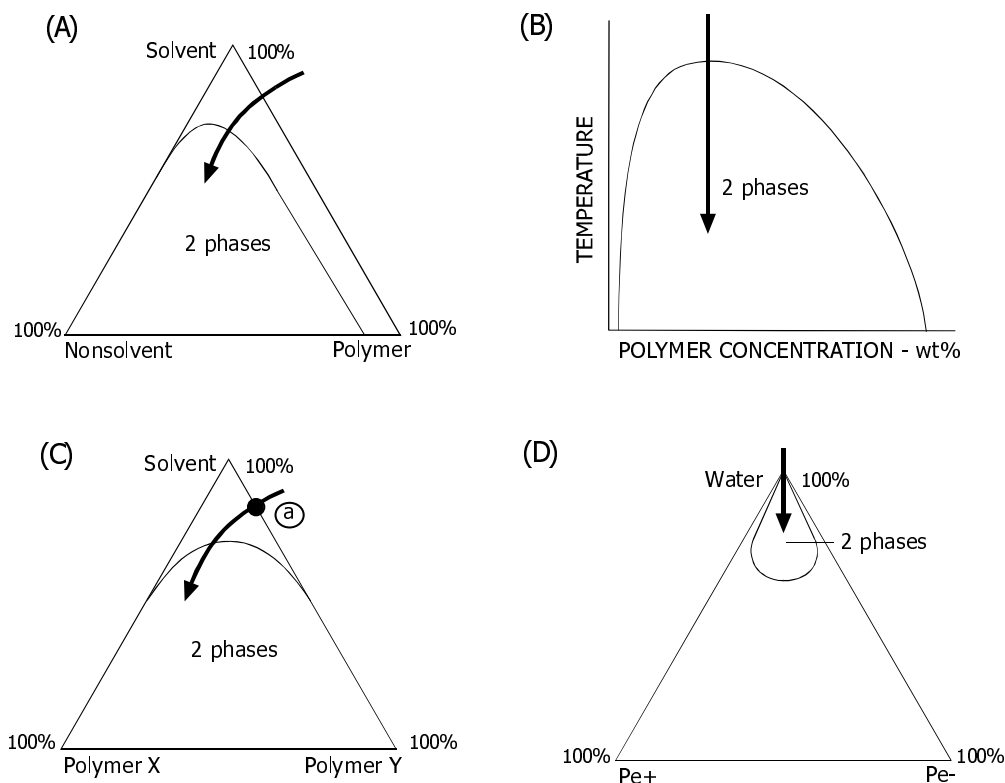 (A)
Solvent 100%
2 phases
100% 100%
Nonsolvent Polymer
(B)
TEMPERATURE
2 phases
POLYMER CONCENTRATION - wt%
(C)
Solvent 100%
a
2 phases
100% 100%
Polymer X Polymer Y
(D)
Water 100%
2 phases
100% 100%
Pe+ Pe-